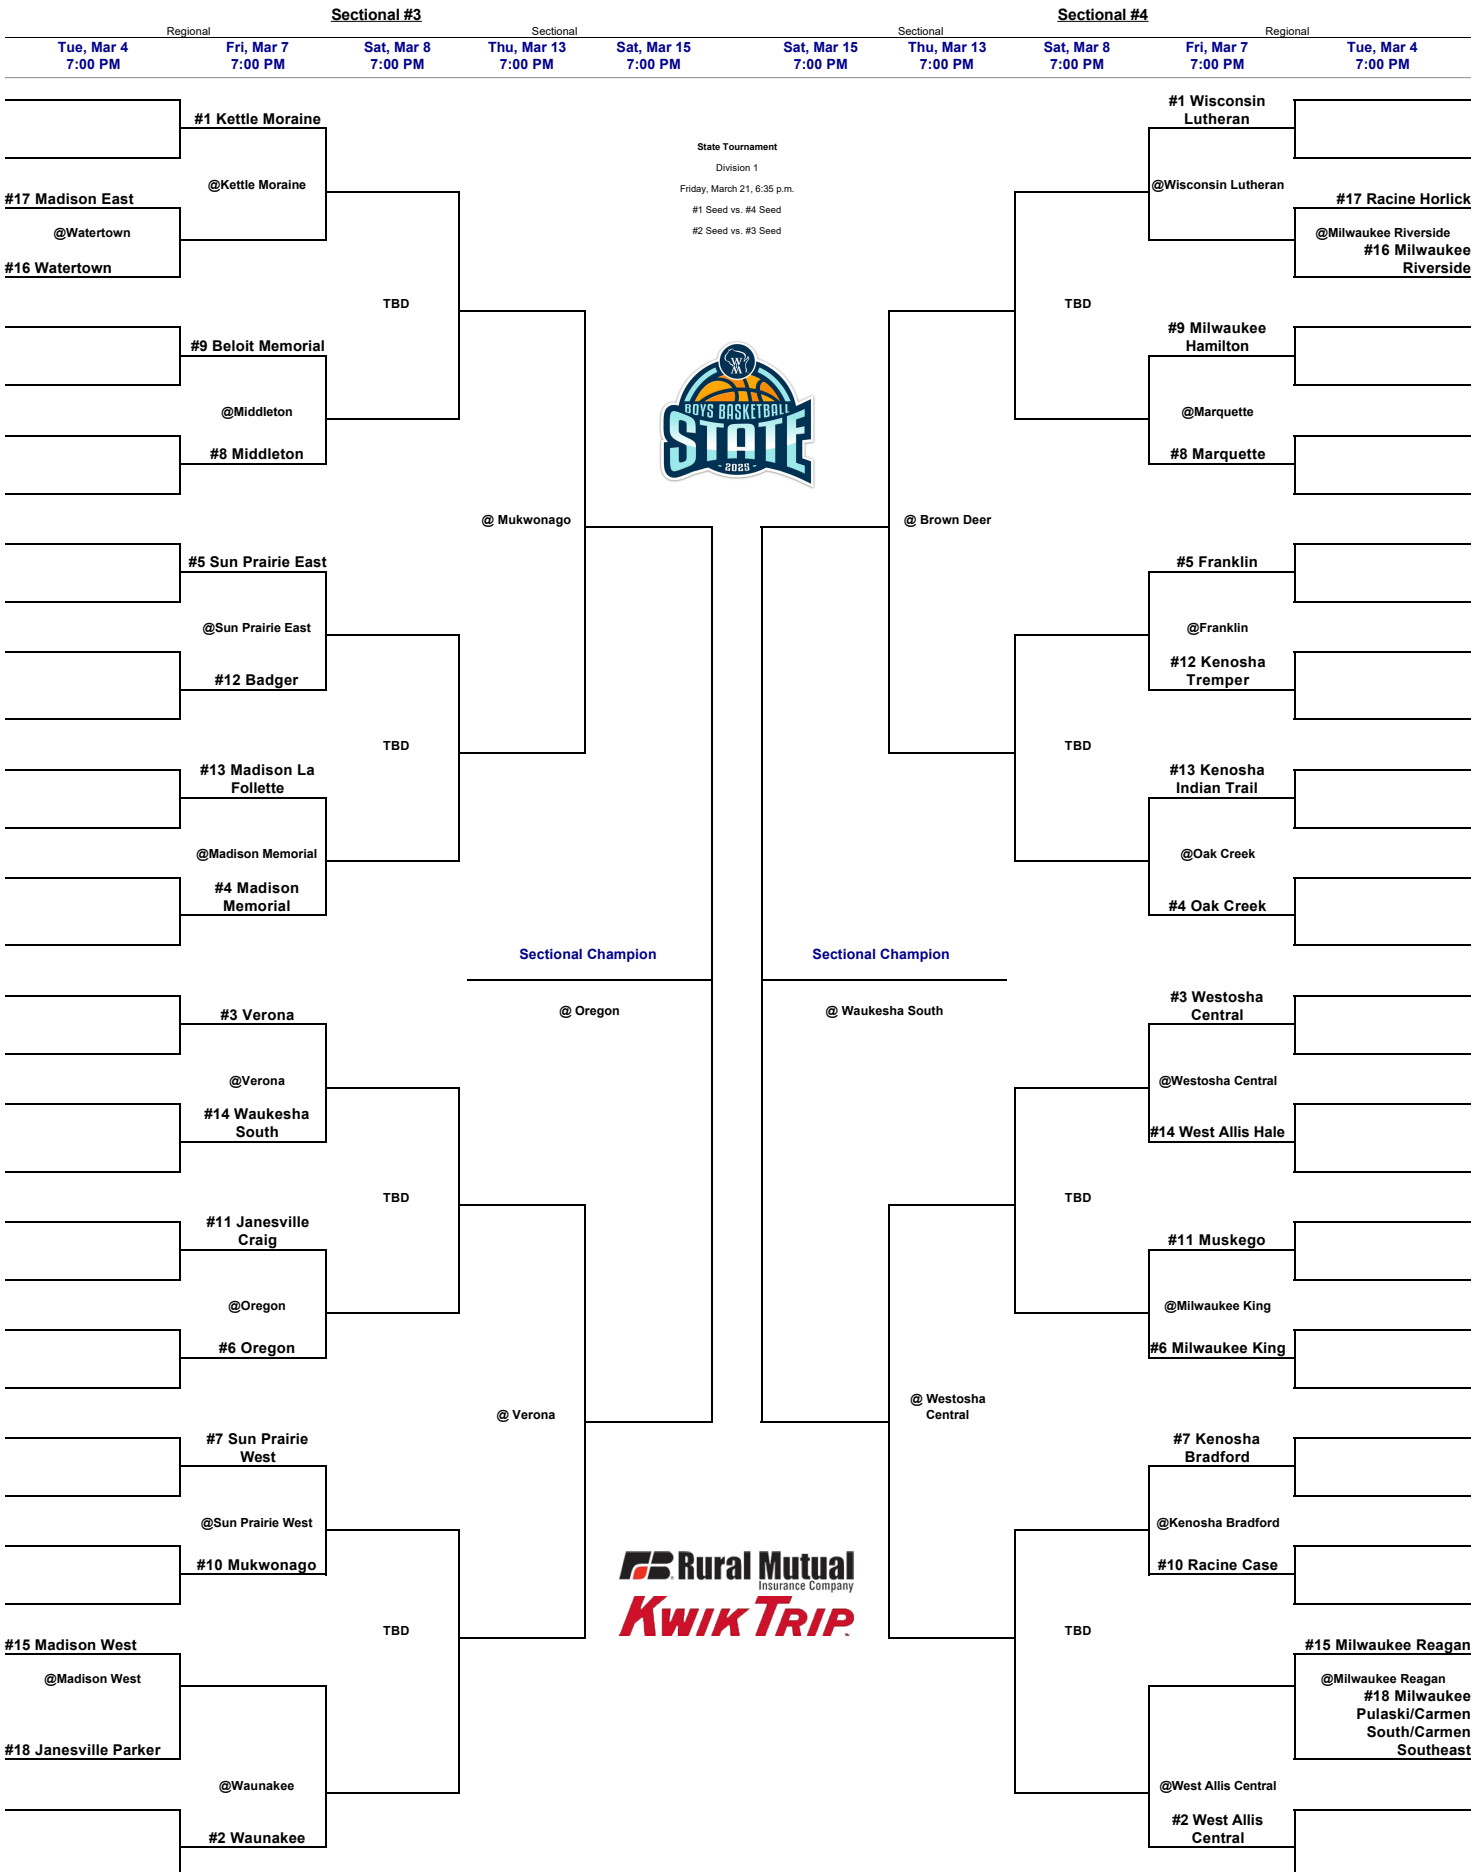 Sectional #3
Sectional #4
Regional
Sectional
Sectional
Regional
Tue, Mar 4
7:00 PM
Fri, Mar 7
7:00 PM
Sat, Mar 8
7:00 PM
Thu, Mar 13
7:00 PM
Sat, Mar 15
7:00 PM
Sat, Mar 15
7:00 PM
Thu, Mar 13
7:00 PM
Sat, Mar 8
7:00 PM
Fri, Mar 7
7:00 PM
Tue, Mar 4
7:00 PM
#1 Kettle Moraine
@Kettle Moraine
#17 Madison East
@Watertown
#16 Watertown
TBD
#9 Beloit Memorial
@Middleton
#8 Middleton
@ Mukwonago
#5 Sun Prairie East
@Sun Prairie East
#12 Badger
TBD
#13 Madison La
Follette
@Madison Memorial
#4 Madison
Memorial
Sectional Champion
@ Oregon
#3 Verona
@Verona
#14 Waukesha
South
TBD
#11 Janesville
Craig
@Oregon
#6 Oregon
@ Verona
#7 Sun Prairie
West
@Sun Prairie West
#10 Mukwonago
TBD
#15 Madison West
@Madison West
#18 Janesville Parker
@Waunakee
#2 Waunakee
State Tournament
Division 1
Friday, March 21, 6:35 p.m.
#1 Seed vs. #4 Seed
#2 Seed vs. #3 Seed
BOYS BASKETBALL
STATE
- 2025 -
Rural Mutual
Insurance Company
KWIK TRIP
#1 Wisconsin
Lutheran
@Wisconsin Lutheran
#17 Racine Horlick
@Milwaukee Riverside
#16 Milwaukee
Riverside
TBD
#9 Milwaukee
Hamilton
@Marquette
#8 Marquette
@ Brown Deer
#5 Franklin
@Franklin
#12 Kenosha
Tremper
TBD
#13 Kenosha
Indian Trail
@Oak Creek
#4 Oak Creek
Sectional Champion
@ Waukesha South
#3 Westosha
Central
@Westosha Central
#14 West Allis Hale
TBD
#11 Muskego
@Milwaukee King
#6 Milwaukee King
@ Westosha
Central
#7 Kenosha
Bradford
@Kenosha Bradford
#10 Racine Case
TBD
#15 Milwaukee Reagan
@Milwaukee Reagan
#18 Milwaukee
Pulaski/Carmen
South/Carmen
Southeast
@West Allis Central
#2 West Allis
Central